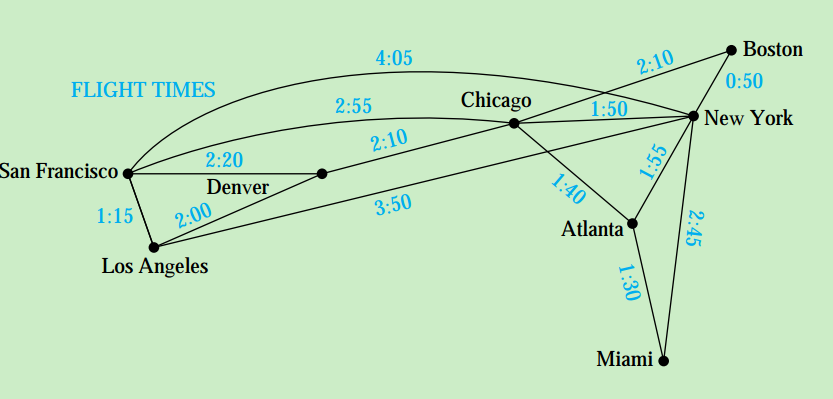 Boston
4:05
2:10
0:50
FLIGHT TIMES
Chicago
2:55
1:50
New York
2:10
San Francisco
2:20
1:55
Denver
1:40
2:00
3:50
1:15
Atlanta
2:45
Los Angeles
1:30
Miami